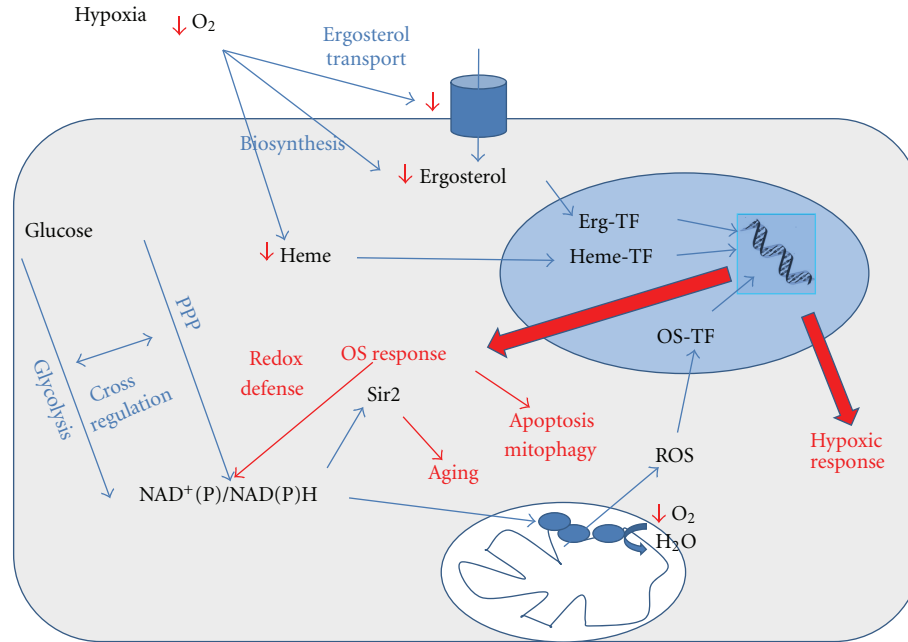 Hypoxia
↓ O₂
Ergosterol
transport
↓
Biosynthesis
↓ Ergosterol
Glucose
↓ Heme
Erg-TF
Heme-TF
PPP
OS-TF
Glycolysis
Cross
regulation
Redox
defense
OS response
Sir2
Apoptosis
mitophagy
Aging
Hypoxic
response
ROS
NAD⁺(P)/NAD(P)H
↓ O₂
H₂O